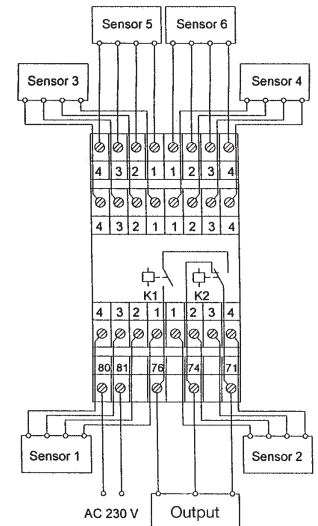 Sensor 5 Sensor 6
Sensor 3 Sensor 4
4 3 2 1 1 2 3 4
4 3 2 1 1 2 3 4
K1 K2
4 3 2 1 1 2 3 4
80 81 76 74 71
Sensor 1 Sensor 2
AC 230 V Output